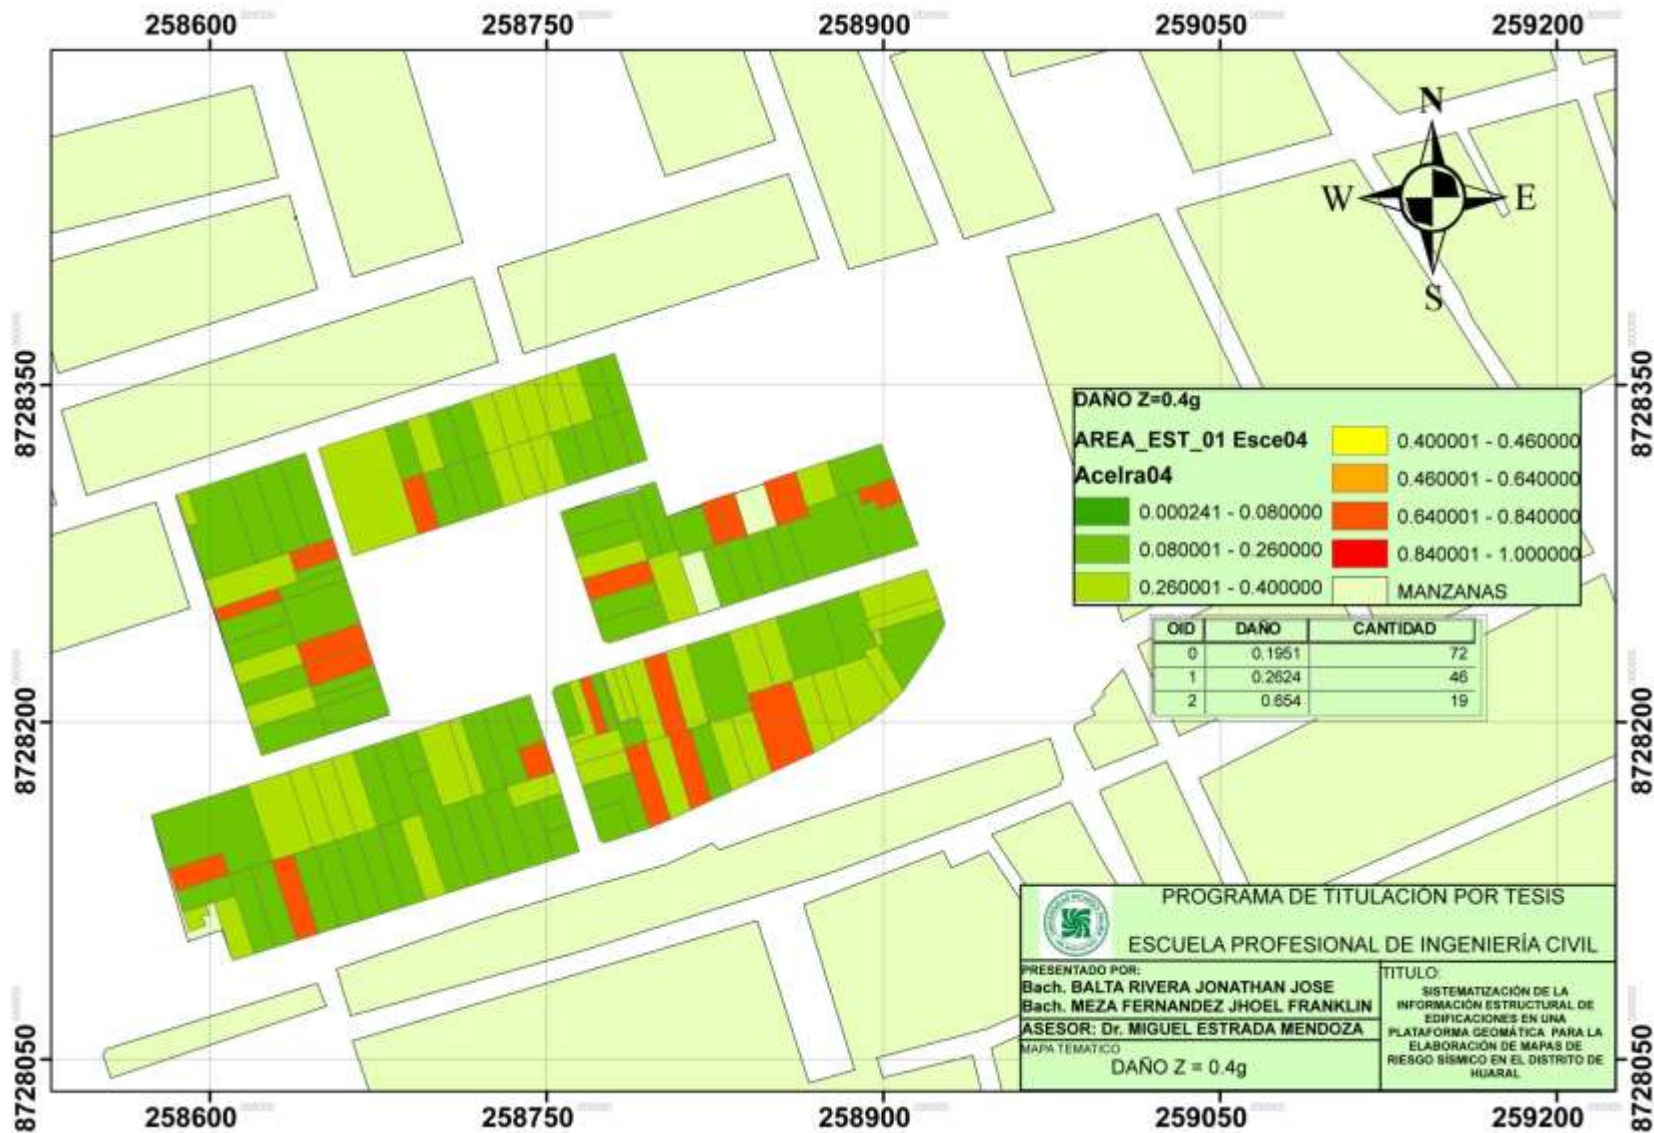 258600 258750 258900 259050 259200
N
W E
S
8728350 8728350
DAÑO Z=0.4g
AREA_EST_01 Esce04
Acelra04
0.000241 - 0.080000
0.080001 - 0.260000
0.260001 - 0.400000
0.400001 - 0.460000
0.460001 - 0.640000
0.640001 - 0.840000
0.840001 - 1.000000
MANZANAS
OID DAÑO CANTIDAD
0 0.1951 72
1 0.2624 46
2 0.654 19
8728200 8728200
PROGRAMA DE TITULACIÓN POR TESIS
ESCUELA PROFESIONAL DE INGENIERÍA CIVIL
PRESENTADO POR:
Bach. BALTA RIVERA JONATHAN JOSE
Bach. MEZA FERNANDEZ JHOEL FRANKLIN
ASESOR: Dr. MIGUEL ESTRADA MENDOZA
MAPA TEMATICO
DAÑO Z = 0.4g
TITULO:
SISTEMATIZACIÓN DE LA
INFORMACIÓN ESTRUCTURAL DE
EDIFICACIONES EN UNA
PLATAFORMA GEOMÁTICA PARA LA
ELABORACIÓN DE MAPAS DE
RIESGO SÍSMICO EN EL DISTRITO DE
HUARAL
8728050 8728050
258600 258750 258900 259050 259200